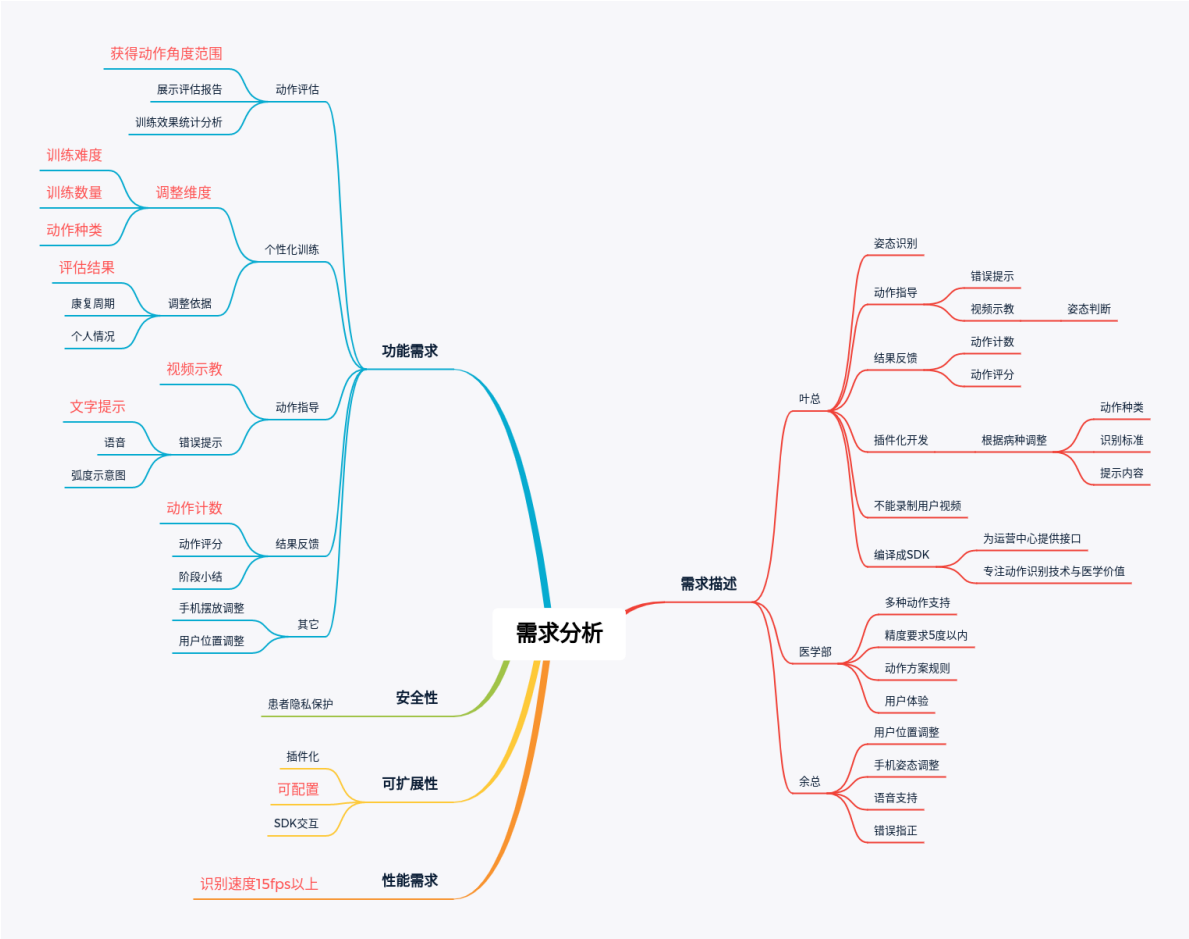 需求分析
功能需求
动作评估
获得动作角度范围
展示评估报告
训练效果统计分析
个性化训练
调整维度
训练难度
训练数量
动作种类
调整依据
评估结果
康复周期
个人情况
动作指导
视频示教
错误提示
文字提示
语音
弧度示意图
结果反馈
动作计数
动作评分
阶段小结
其它
手机摆放调整
用户位置调整
安全性
患者隐私保护
可扩展性
插件化
可配置
SDK交互
性能需求
识别速度15fps以上
需求描述
叶总
姿态识别
动作指导
错误提示
视频示教
姿态判断
结果反馈
动作计数
动作评分
插件化开发
根据病种调整
动作种类
识别标准
提示内容
不能录制用户视频
编译成SDK
为运营中心提供接口
专注动作识别技术与医学价值
医学部
多种动作支持
精度要求5度以内
动作方案规则
用户体验
余总
用户位置调整
手机姿态调整
语音支持
错误指正